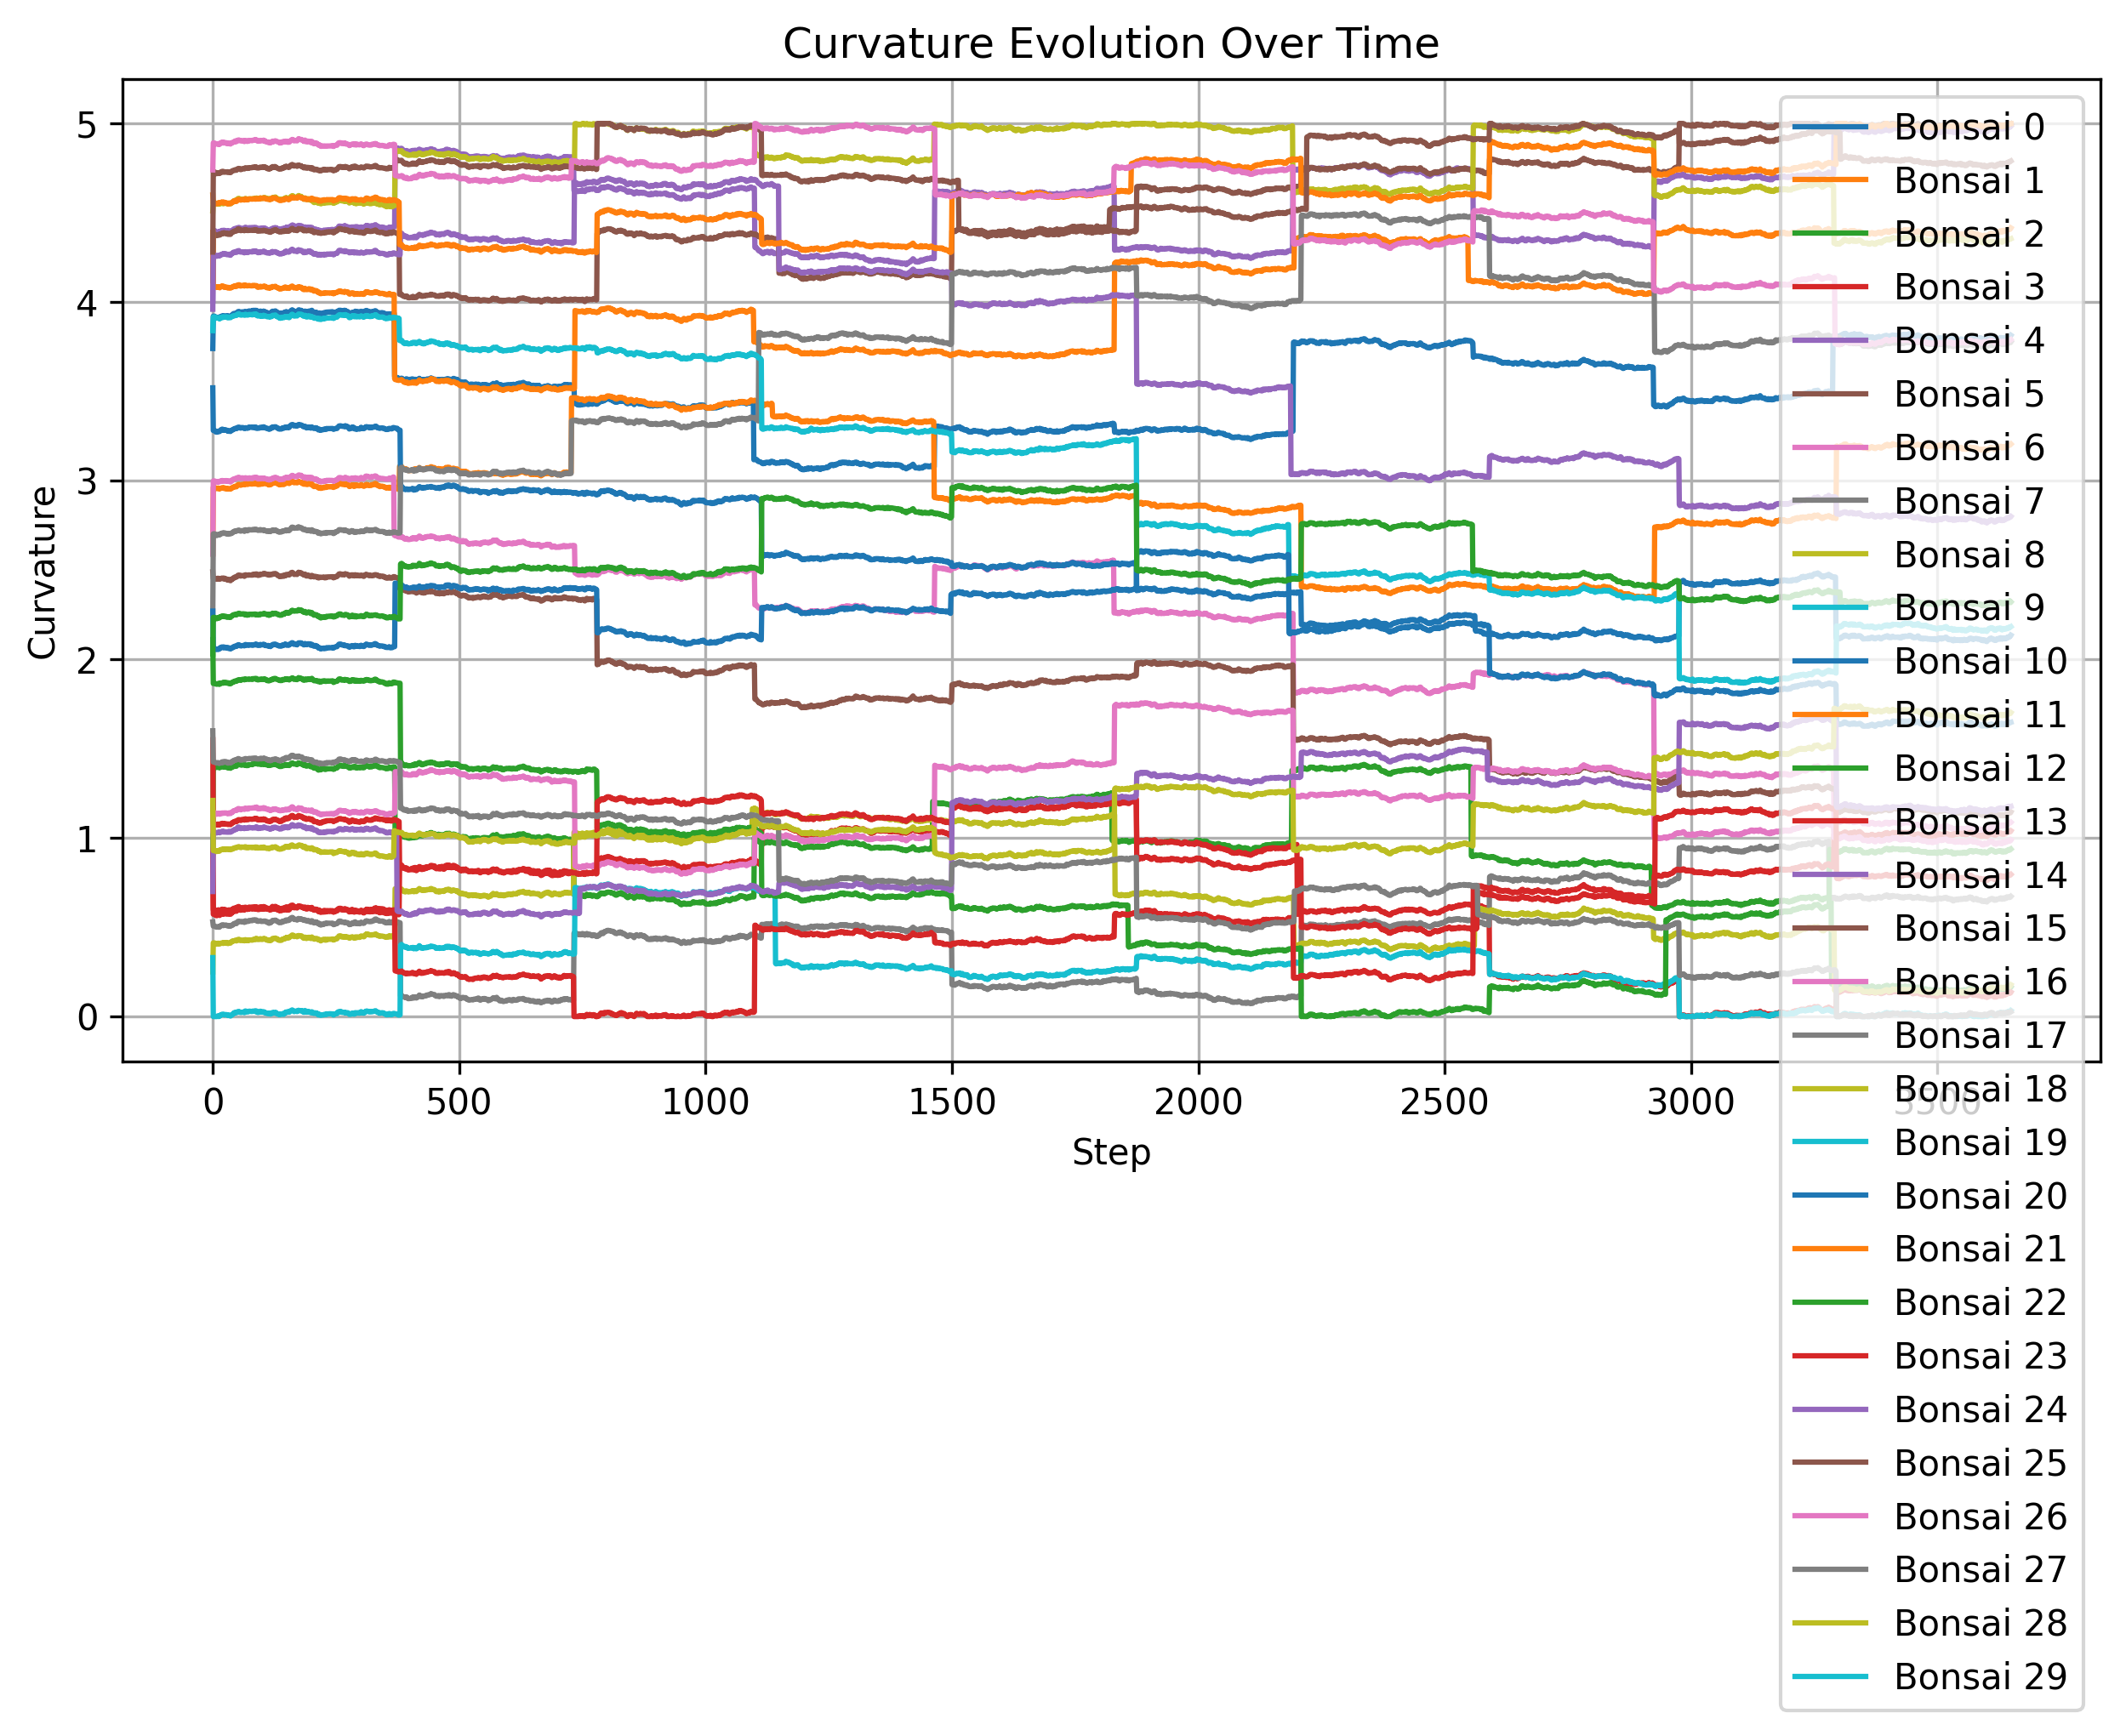 Curvature Evolution Over Time
Curvature
5
4
3
2
1
0
0
500
1000
1500
2000
2500
3000
3500
Step
Bonsai 0
Bonsai 1
Bonsai 2
Bonsai 3
Bonsai 4
Bonsai 5
Bonsai 6
Bonsai 7
Bonsai 8
Bonsai 9
Bonsai 10
Bonsai 11
Bonsai 12
Bonsai 13
Bonsai 14
Bonsai 15
Bonsai 16
Bonsai 17
Bonsai 18
Bonsai 19
Bonsai 20
Bonsai 21
Bonsai 22
Bonsai 23
Bonsai 24
Bonsai 25
Bonsai 26
Bonsai 27
Bonsai 28
Bonsai 29